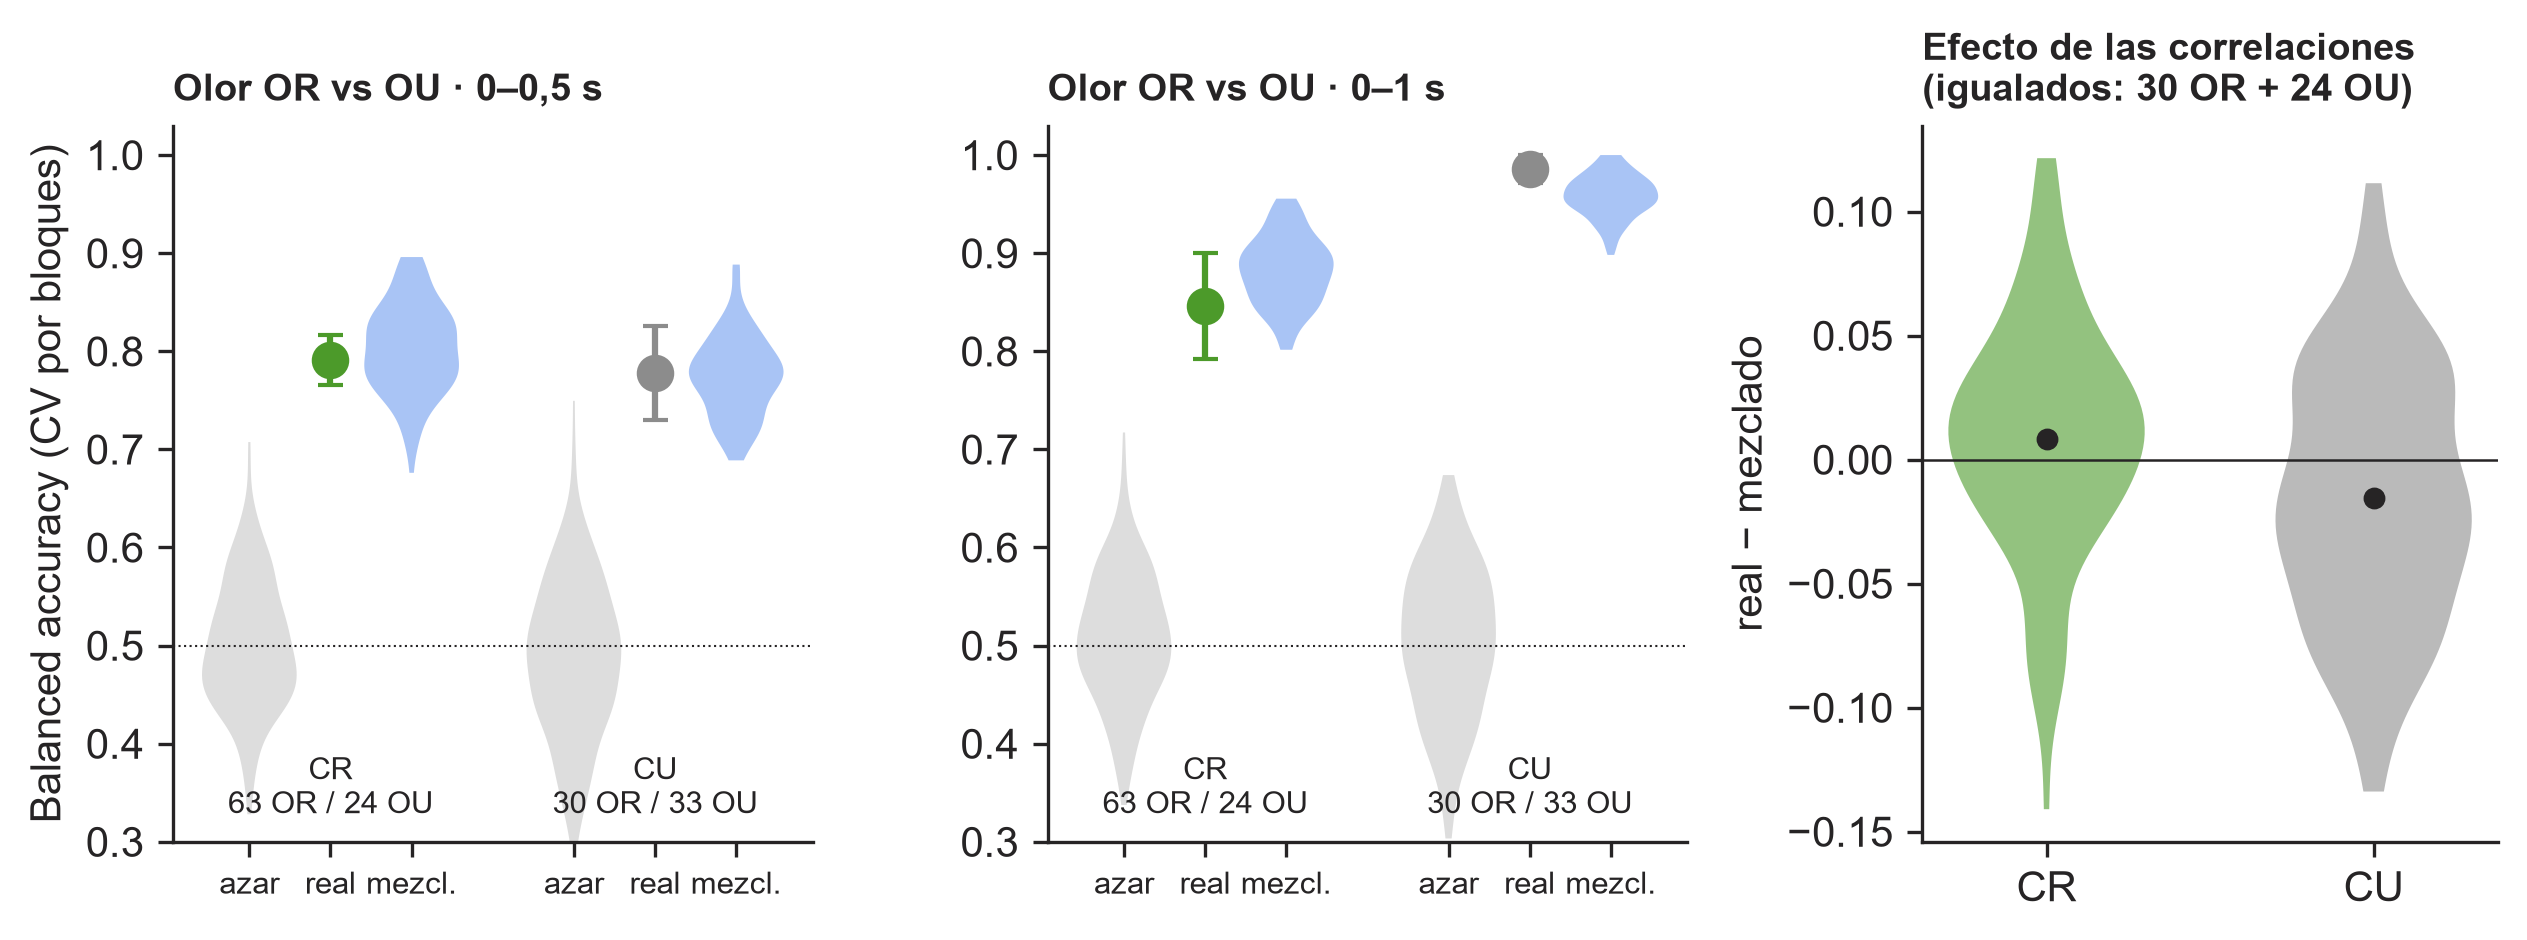 Olor OR vs OU · 0–0,5 s
Balanced accuracy (CV por bloques)
1.0
0.9
0.8
0.7
0.6
0.5
0.4
0.3
CR
63 OR / 24 OU
CU
30 OR / 33 OU
azar real mezcl. azar real mezcl.
Olor OR vs OU · 0–1 s
1.0
0.9
0.8
0.7
0.6
0.5
0.4
0.3
CR
63 OR / 24 OU
CU
30 OR / 33 OU
azar real mezcl. azar real mezcl.
Efecto de las correlaciones
(igualados: 30 OR + 24 OU)
real − mezclado
0.10
0.05
0.00
−0.05
−0.10
−0.15
CR CU